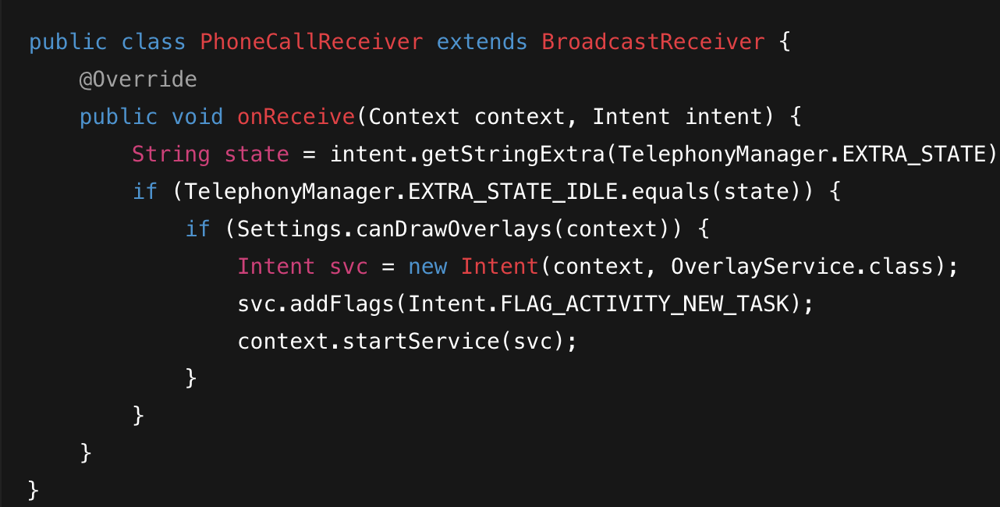 public class PhoneCallReceiver extends BroadcastReceiver {
    @Override
    public void onReceive(Context context, Intent intent) {
        String state = intent.getStringExtra(TelephonyManager.EXTRA_STATE)
        if (TelephonyManager.EXTRA_STATE_IDLE.equals(state)) {
            if (Settings.canDrawOverlays(context)) {
                Intent svc = new Intent(context, OverlayService.class);
                svc.addFlags(Intent.FLAG_ACTIVITY_NEW_TASK);
                context.startService(svc);
            }
        }
    }
}